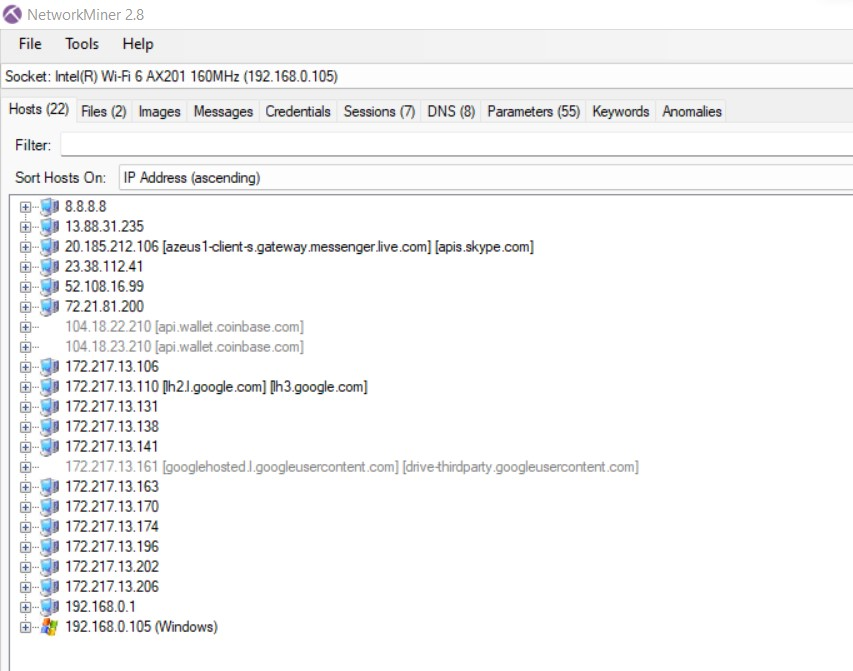 NetworkMiner 2.8
File Tools Help
Socket: Intel(R) Wi-Fi 6 AX201 160MHz (192.168.0.105)
Hosts (22) Files (2) Images Messages Credentials Sessions (7) DNS (8) Parameters (55) Keywords Anomalies
Filter:
Sort Hosts On: IP Address (ascending)
8.8.8.8
13.88.31.235
20.185.212.106 [azeus1-client-s.gateway.messenger.live.com] [apis.skype.com]
23.38.112.41
52.108.16.99
72.21.81.200
104.18.22.210 [api.wallet.coinbase.com]
104.18.23.210 [api.wallet.coinbase.com]
172.217.13.106
172.217.13.110 [lh2.l.google.com] [lh3.google.com]
172.217.13.131
172.217.13.138
172.217.13.141
172.217.13.161 [googlehosted.l.googleusercontent.com] [drive-thirdparty.googleusercontent.com]
172.217.13.163
172.217.13.170
172.217.13.174
172.217.13.196
172.217.13.202
172.217.13.206
192.168.0.1
192.168.0.105 (Windows)